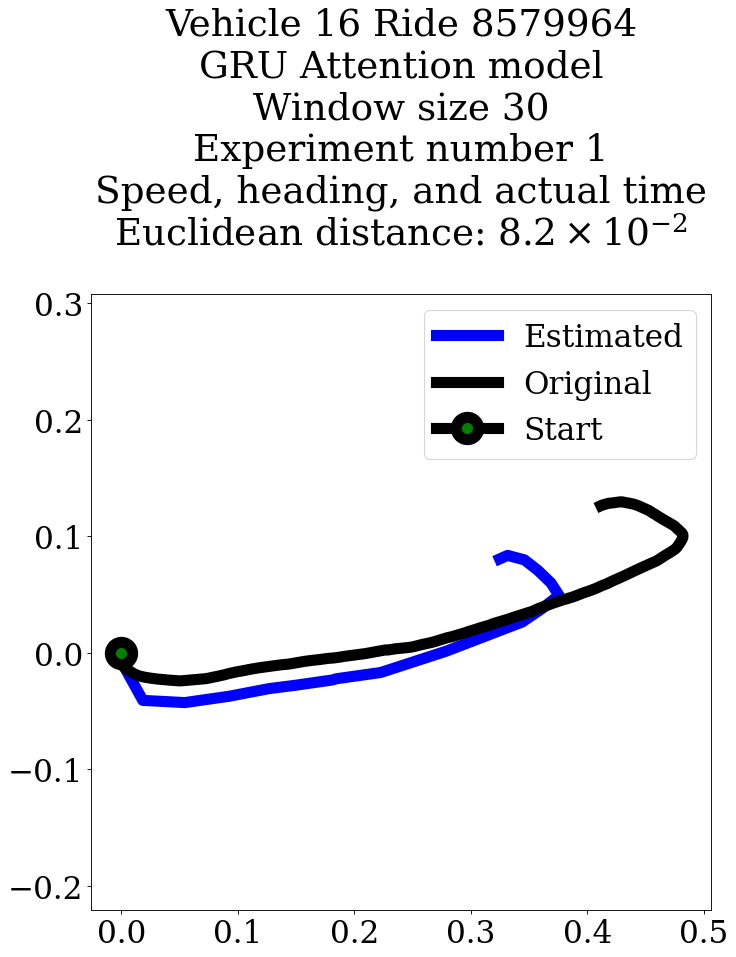 Vehicle 16 Ride 8579964
GRU Attention model
Window size 30
Experiment number 1
Speed, heading, and actual time
Euclidean distance: 8.2 × 10⁻²
0.3
0.2
0.1
0.0
−0.1
−0.2
Estimated
Original
Start
0.0 0.1 0.2 0.3 0.4 0.5